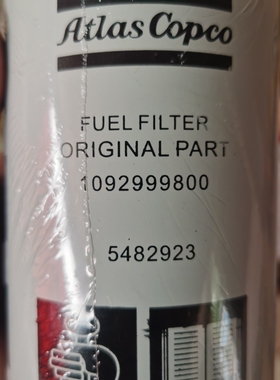 Atlas Copco
FUEL FILTER
ORIGINAL PART
1092999800
5482923